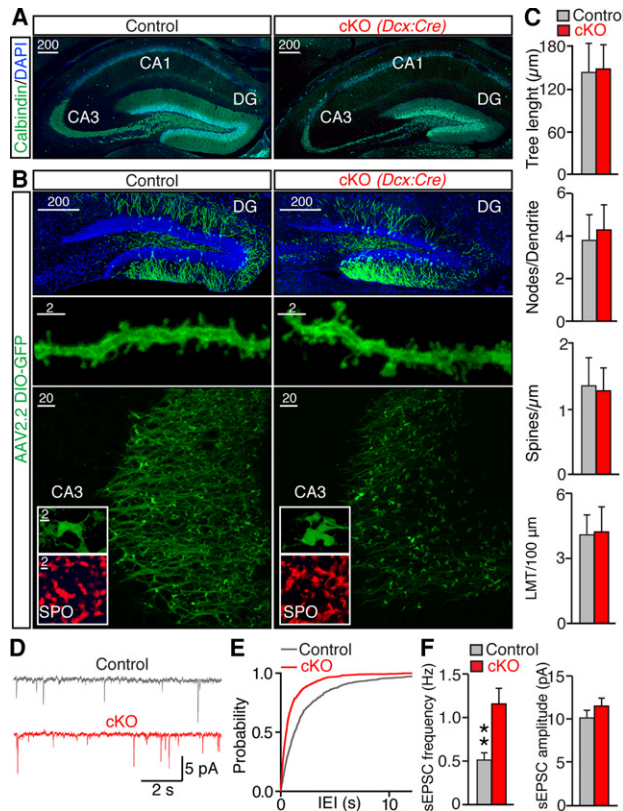 A
Control
cKO (Dcx:Cre)
Calbindin/DAPI
200
CA1
CA3
DG
200
CA1
CA3
DG
B
Control
cKO (Dcx:Cre)
AAV2.2 DIO-GFP
200
DG
200
DG
2
2
20
CA3
2
2
SPO
20
CA3
SPO
C
Control
cKO
Tree lenght (µm)
180
120
60
0
Nodes/Dendrite
6
4
2
0
Spines/µm
2
1
0
LMT/100 µm
6
3
0
D
Control
cKO
5 pA
2 s
E
Control
cKO
Probability
1.0
0.5
0.0
0
5
10
IEI (s)
F
Control
cKO
sEPSC frequency (Hz)
1.5
1.0
0.5
0
**
sEPSC amplitude (pA)
15
10
5
0